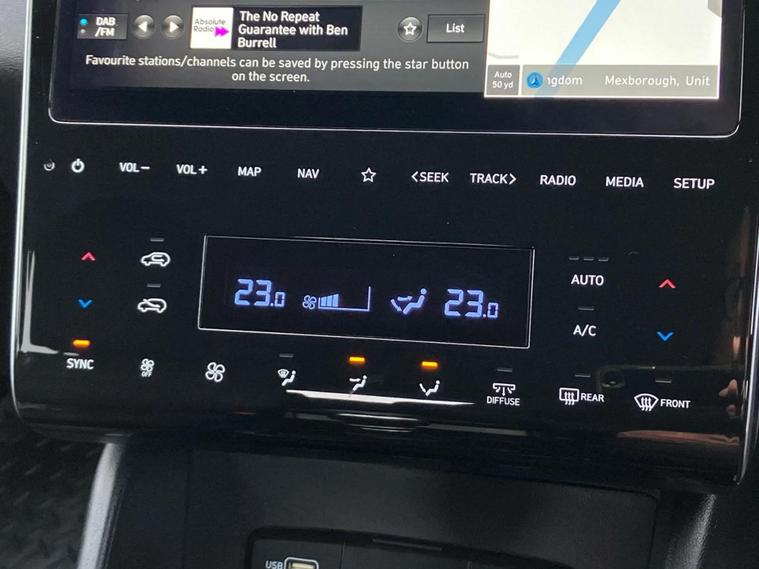 DAB
/FM
Absolute
Radio
The No Repeat
Guarantee with Ben
Burrell
List
Favourite stations/channels can be saved by pressing the star button
on the screen.
Auto
50 yd
ngdom Mexborough, Unit
VOL− VOL+ MAP NAV <SEEK TRACK> RADIO MEDIA SETUP
23.0 23.0
AUTO
A/C
SYNC
OFF
DIFFUSE
REAR
FRONT
USB